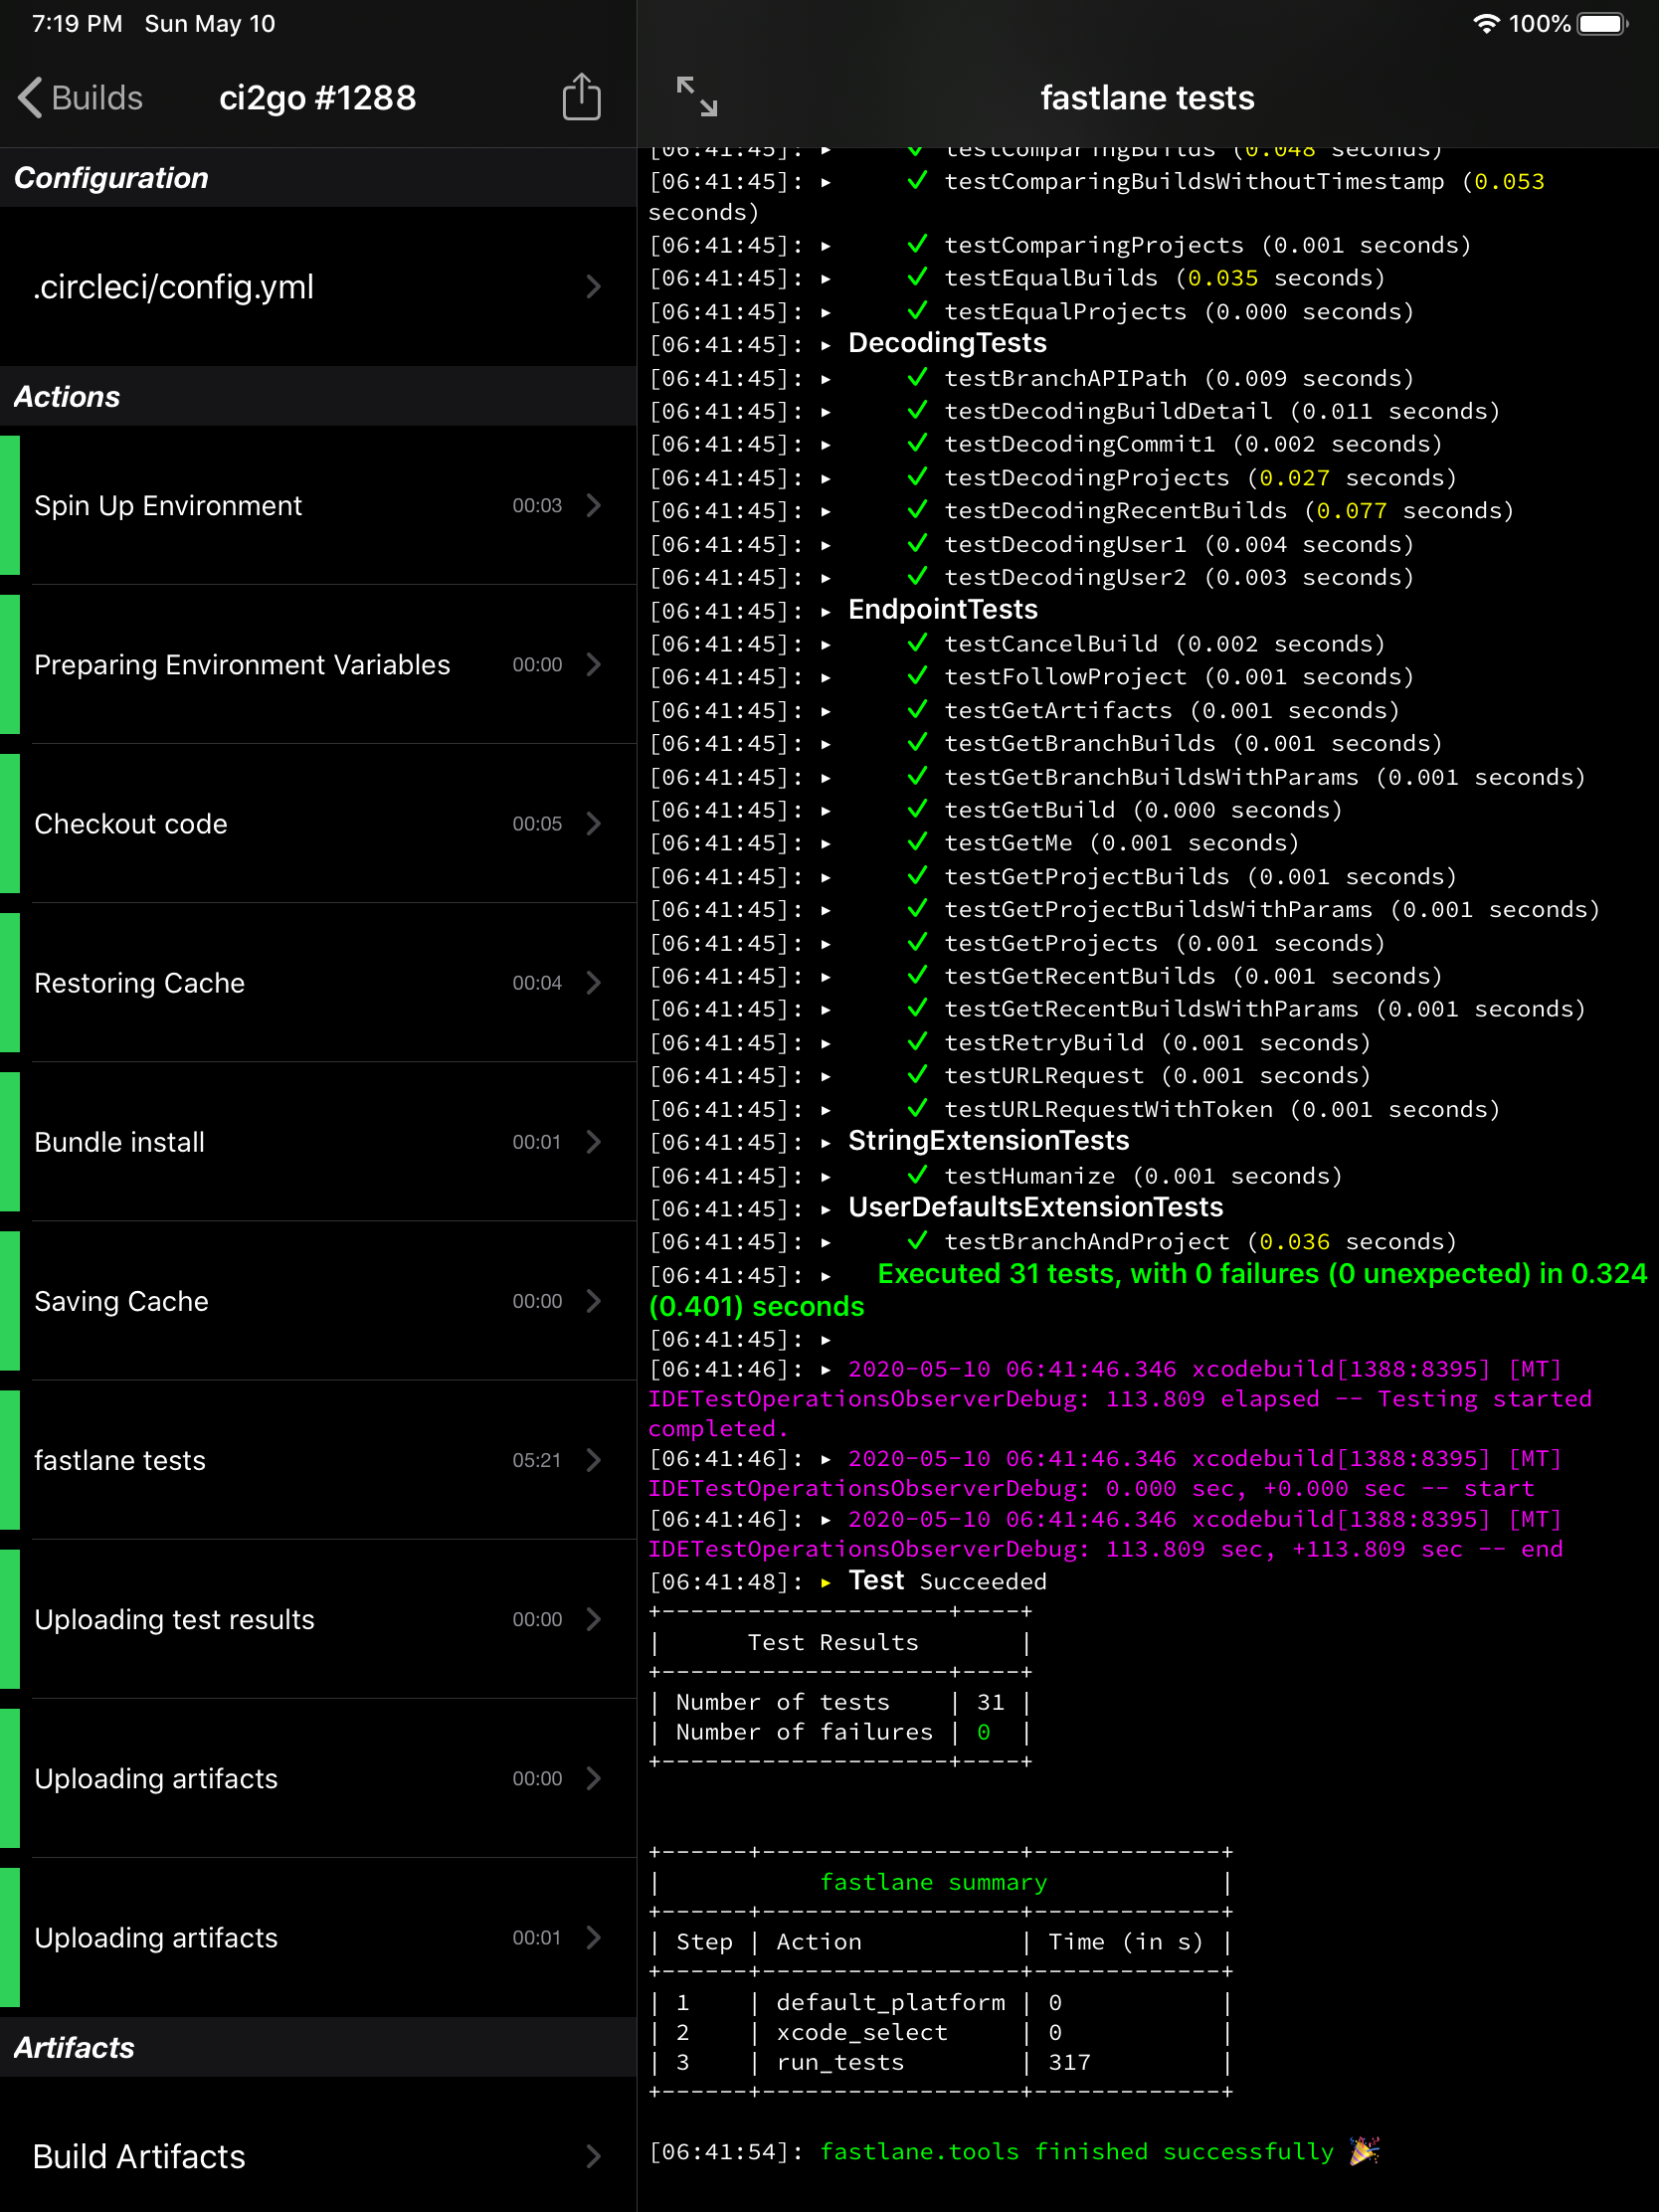 7:19 PM Sun May 10
100%
Builds
ci2go #1288
Configuration
.circleci/config.yml
Actions
Spin Up Environment 00:03
Preparing Environment Variables 00:00
Checkout code 00:05
Restoring Cache 00:04
Bundle install 00:01
Saving Cache 00:00
fastlane tests 05:21
Uploading test results 00:00
Uploading artifacts 00:00
Uploading artifacts 00:01
Artifacts
Build Artifacts
fastlane tests
[06:41:45]: ▸ ✓ testComparingBuilds (0.048 seconds)
[06:41:45]: ▸ ✓ testComparingBuildsWithoutTimestamp (0.053
seconds)
[06:41:45]: ▸ ✓ testComparingProjects (0.001 seconds)
[06:41:45]: ▸ ✓ testEqualBuilds (0.035 seconds)
[06:41:45]: ▸ ✓ testEqualProjects (0.000 seconds)
[06:41:45]: ▸ DecodingTests
[06:41:45]: ▸ ✓ testBranchAPIPath (0.009 seconds)
[06:41:45]: ▸ ✓ testDecodingBuildDetail (0.011 seconds)
[06:41:45]: ▸ ✓ testDecodingCommit1 (0.002 seconds)
[06:41:45]: ▸ ✓ testDecodingProjects (0.027 seconds)
[06:41:45]: ▸ ✓ testDecodingRecentBuilds (0.077 seconds)
[06:41:45]: ▸ ✓ testDecodingUser1 (0.004 seconds)
[06:41:45]: ▸ ✓ testDecodingUser2 (0.003 seconds)
[06:41:45]: ▸ EndpointTests
[06:41:45]: ▸ ✓ testCancelBuild (0.002 seconds)
[06:41:45]: ▸ ✓ testFollowProject (0.001 seconds)
[06:41:45]: ▸ ✓ testGetArtifacts (0.001 seconds)
[06:41:45]: ▸ ✓ testGetBranchBuilds (0.001 seconds)
[06:41:45]: ▸ ✓ testGetBranchBuildsWithParams (0.001 seconds)
[06:41:45]: ▸ ✓ testGetBuild (0.000 seconds)
[06:41:45]: ▸ ✓ testGetMe (0.001 seconds)
[06:41:45]: ▸ ✓ testGetProjectBuilds (0.001 seconds)
[06:41:45]: ▸ ✓ testGetProjectBuildsWithParams (0.001 seconds)
[06:41:45]: ▸ ✓ testGetProjects (0.001 seconds)
[06:41:45]: ▸ ✓ testGetRecentBuilds (0.001 seconds)
[06:41:45]: ▸ ✓ testGetRecentBuildsWithParams (0.001 seconds)
[06:41:45]: ▸ ✓ testRetryBuild (0.001 seconds)
[06:41:45]: ▸ ✓ testURLRequest (0.001 seconds)
[06:41:45]: ▸ ✓ testURLRequestWithToken (0.001 seconds)
[06:41:45]: ▸ StringExtensionTests
[06:41:45]: ▸ ✓ testHumanize (0.001 seconds)
[06:41:45]: ▸ UserDefaultsExtensionTests
[06:41:45]: ▸ ✓ testBranchAndProject (0.036 seconds)
[06:41:45]: ▸ Executed 31 tests, with 0 failures (0 unexpected) in 0.324
(0.401) seconds
[06:41:45]: ▸
[06:41:46]: ▸ 2020-05-10 06:41:46.346 xcodebuild[1388:8395] [MT]
IDETestOperationsObserverDebug: 113.809 elapsed -- Testing started
completed.
[06:41:46]: ▸ 2020-05-10 06:41:46.346 xcodebuild[1388:8395] [MT]
IDETestOperationsObserverDebug: 0.000 sec, +0.000 sec -- start
[06:41:46]: ▸ 2020-05-10 06:41:46.346 xcodebuild[1388:8395] [MT]
IDETestOperationsObserverDebug: 113.809 sec, +113.809 sec -- end
[06:41:48]: ▸ Test Succeeded
+--------------------+----+
| Test Results |
+--------------------+----+
| Number of tests | 31 |
| Number of failures | 0 |
+--------------------+----+
+------+------------------+-------------+
| fastlane summary |
+------+------------------+-------------+
| Step | Action | Time (in s) |
+------+------------------+-------------+
| 1 | default_platform | 0 |
| 2 | xcode_select | 0 |
| 3 | run_tests | 317 |
+------+------------------+-------------+
[06:41:54]: fastlane.tools finished successfully 🎉